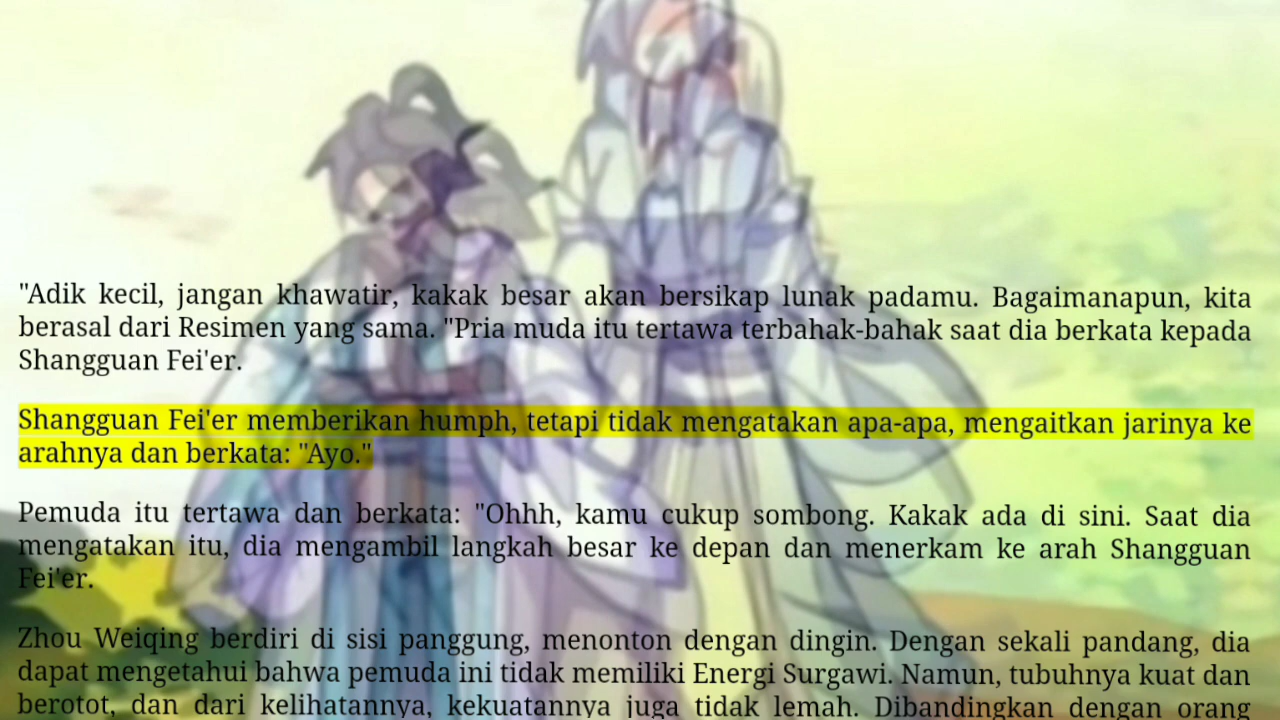 "Adik kecil, jangan khawatir, kakak besar akan bersikap lunak padamu. Bagaimanapun, kita
berasal dari Resimen yang sama. "Pria muda itu tertawa terbahak-bahak saat dia berkata kepada
Shangguan Fei'er.
Shangguan Fei'er memberikan humph, tetapi tidak mengatakan apa-apa, mengaitkan jarinya ke
arahnya dan berkata: "Ayo."
Pemuda itu tertawa dan berkata: "Ohhh, kamu cukup sombong. Kakak ada di sini. Saat dia
mengatakan itu, dia mengambil langkah besar ke depan dan menerkam ke arah Shangguan
Fei'er.
Zhou Weiqing berdiri di sisi panggung, menonton dengan dingin. Dengan sekali pandang, dia
dapat mengetahui bahwa pemuda ini tidak memiliki Energi Surgawi. Namun, tubuhnya kuat dan
berotot, dan dari kelihatannya, kekuatannya juga tidak lemah. Dibandingkan dengan orang